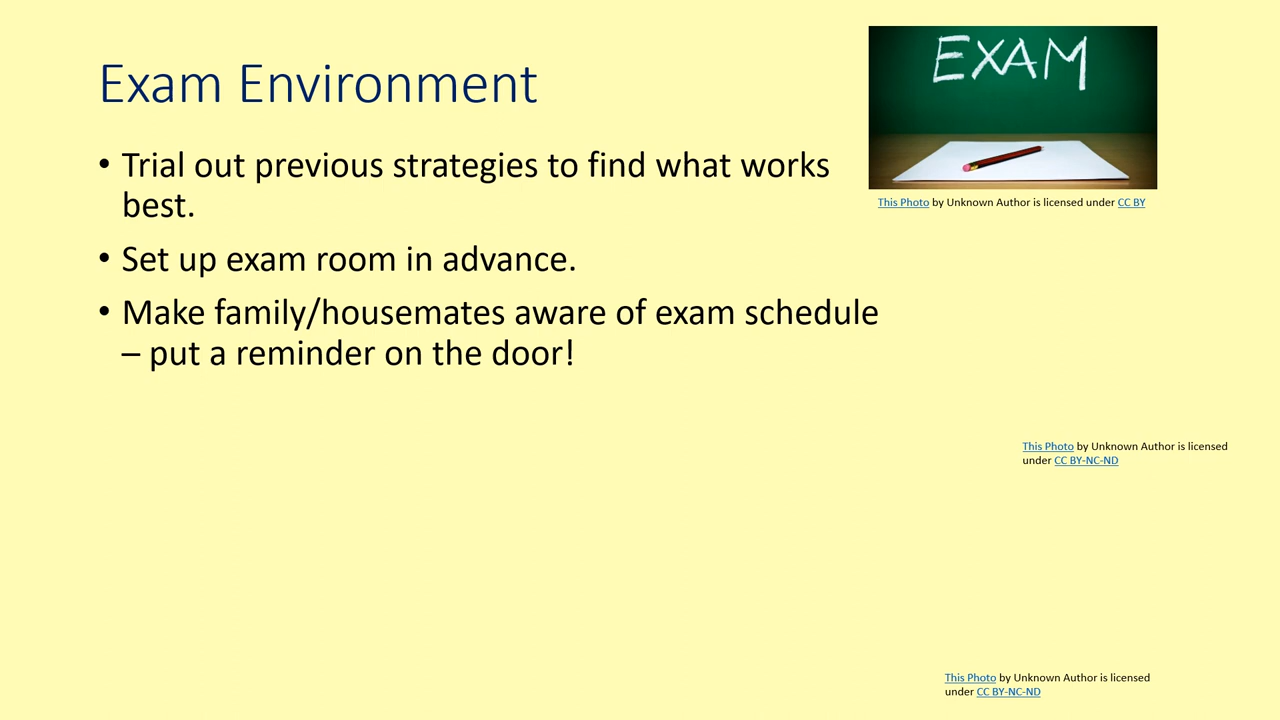 Exam Environment
EXAM
• Trial out previous strategies to find what works
best.
This Photo by Unknown Author is licensed under CC BY
• Set up exam room in advance.
• Make family/housemates aware of exam schedule
– put a reminder on the door!
This Photo by Unknown Author is licensed
under CC BY-NC-ND
This Photo by Unknown Author is licensed
under CC BY-NC-ND